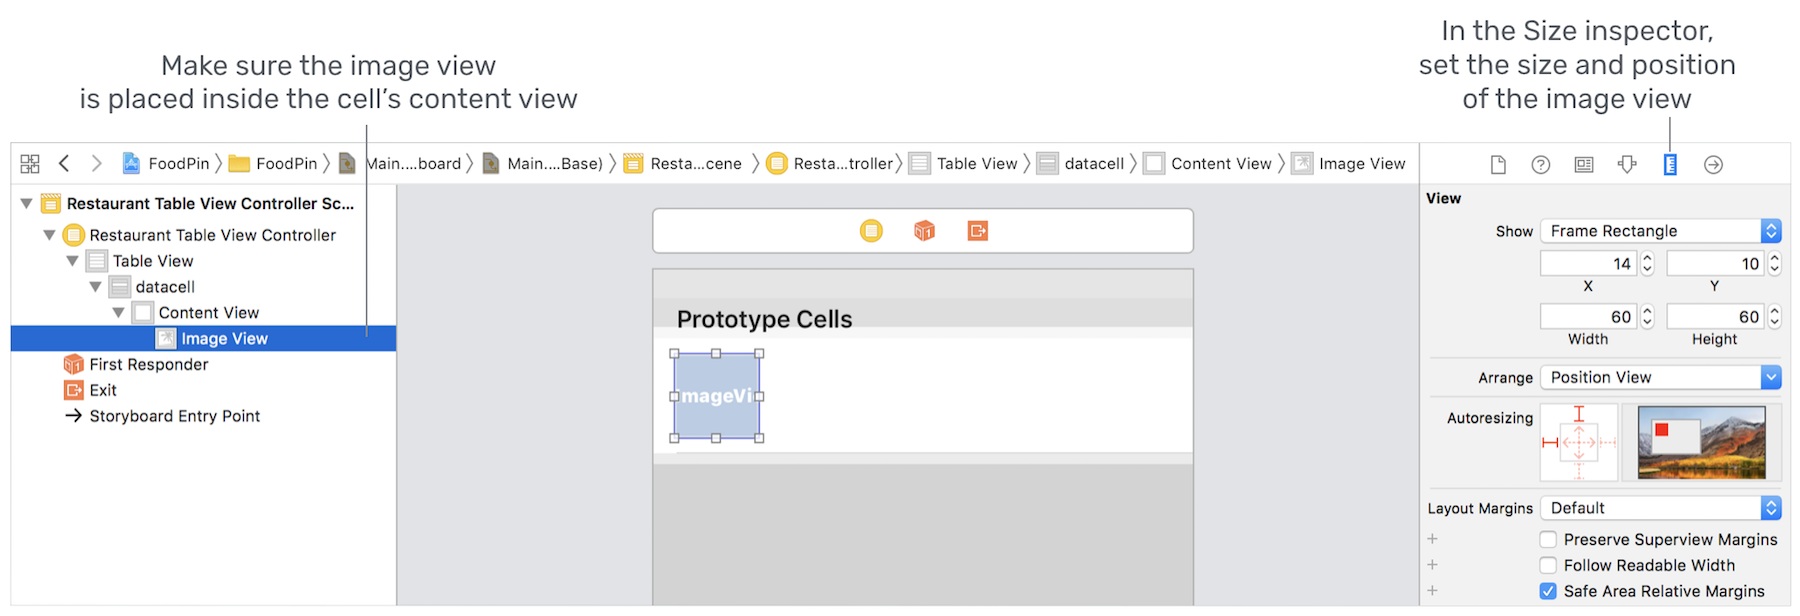 Make sure the image view
is placed inside the cell's content view
In the Size inspector,
set the size and position
of the image view
FoodPin
FoodPin
Main....board
Main....Base)
Resta...cene
Resta...troller
Table View
datacell
Content View
Image View
Restaurant Table View Controller Sc...
Restaurant Table View Controller
Table View
datacell
Content View
Image View
First Responder
Exit
Storyboard Entry Point
Prototype Cells
mageVi
View
Show
Frame Rectangle
14
10
X
Y
60
60
Width
Height
Arrange
Position View
Autoresizing
Layout Margins
Default
Preserve Superview Margins
Follow Readable Width
Safe Area Relative Margins